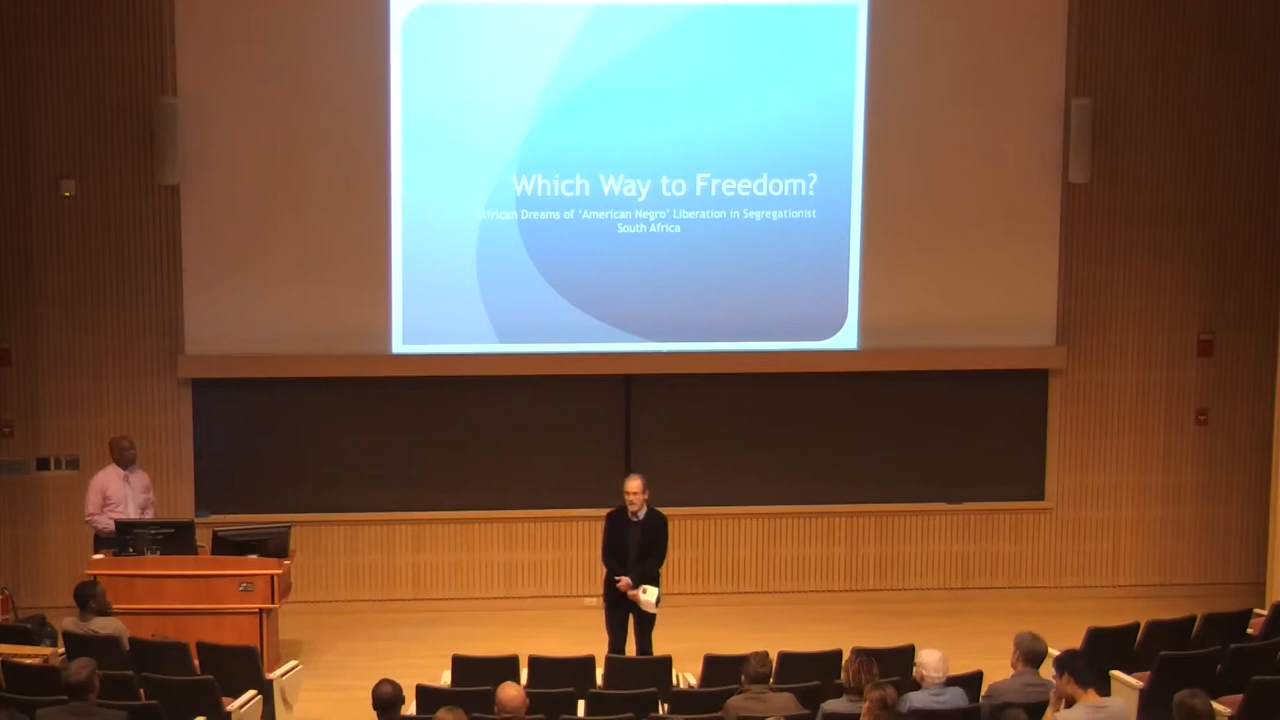 Which Way to Freedom?
African Dreams of 'American Negro' Liberation in Segregationist
South Africa